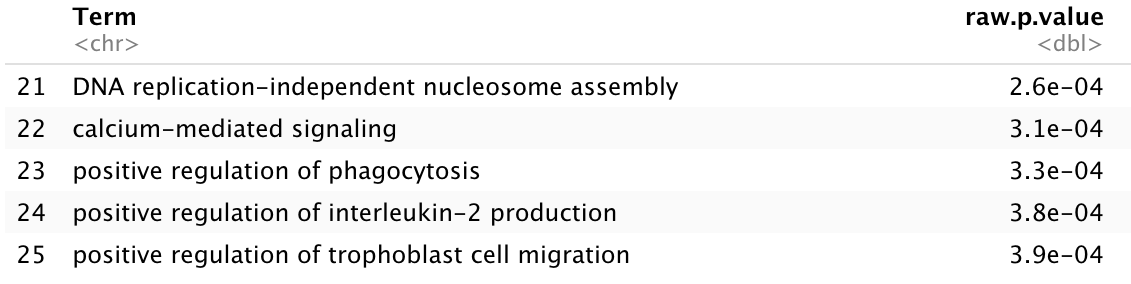 Term raw.p.value
<chr> <dbl>
21 DNA replication-independent nucleosome assembly 2.6e-04
22 calcium-mediated signaling 3.1e-04
23 positive regulation of phagocytosis 3.3e-04
24 positive regulation of interleukin-2 production 3.8e-04
25 positive regulation of trophoblast cell migration 3.9e-04